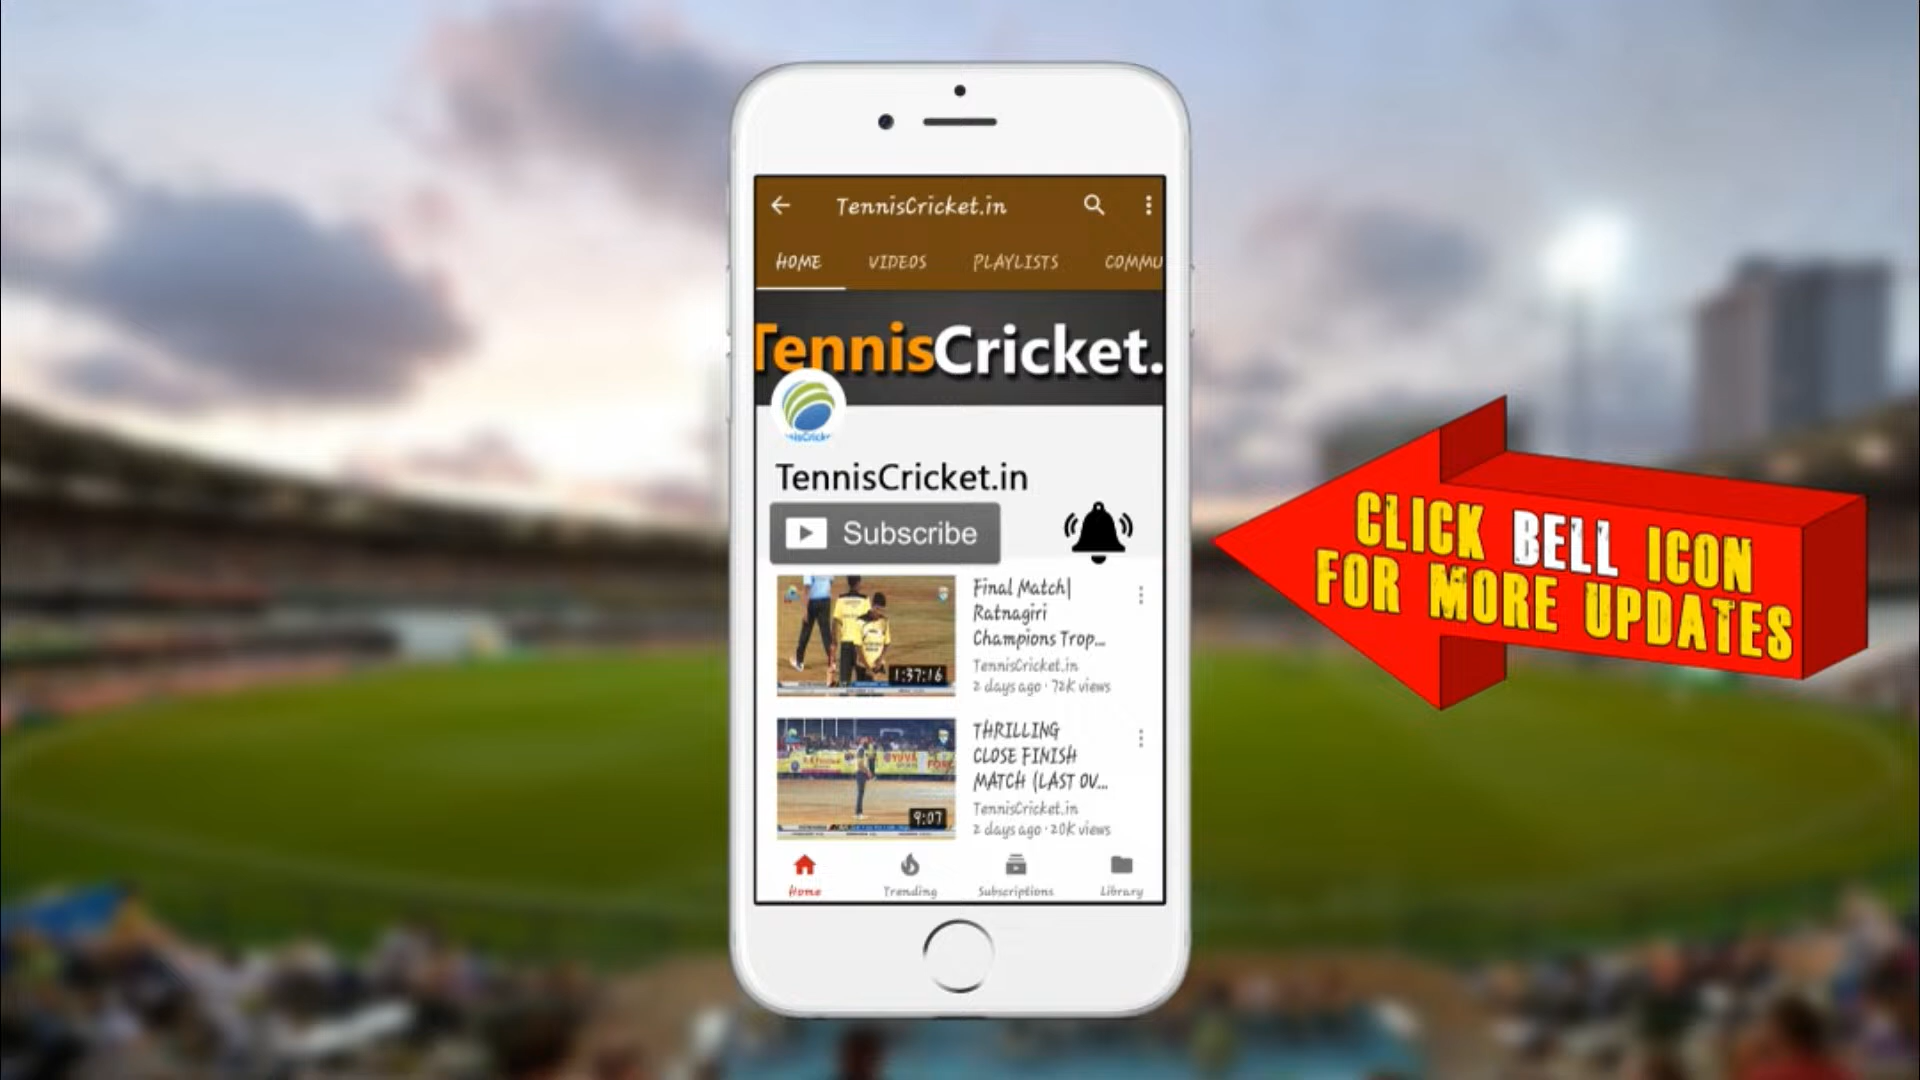 TennisCricket.in
HOME VIDEOS PLAYLISTS COMMU
TennisCricket.
TennisCricket.in
Subscribe
Final Match|
Ratnagiri
Champions Trop...
TennisCricket.in
2 days ago · 72K views
1:37:16
THRILLING
CLOSE FINISH
MATCH (LAST OV...
TennisCricket.in
2 days ago · 20K views
9:07
Home Trending Subscriptions Library
CLICK BELL ICON
FOR MORE UPDATES